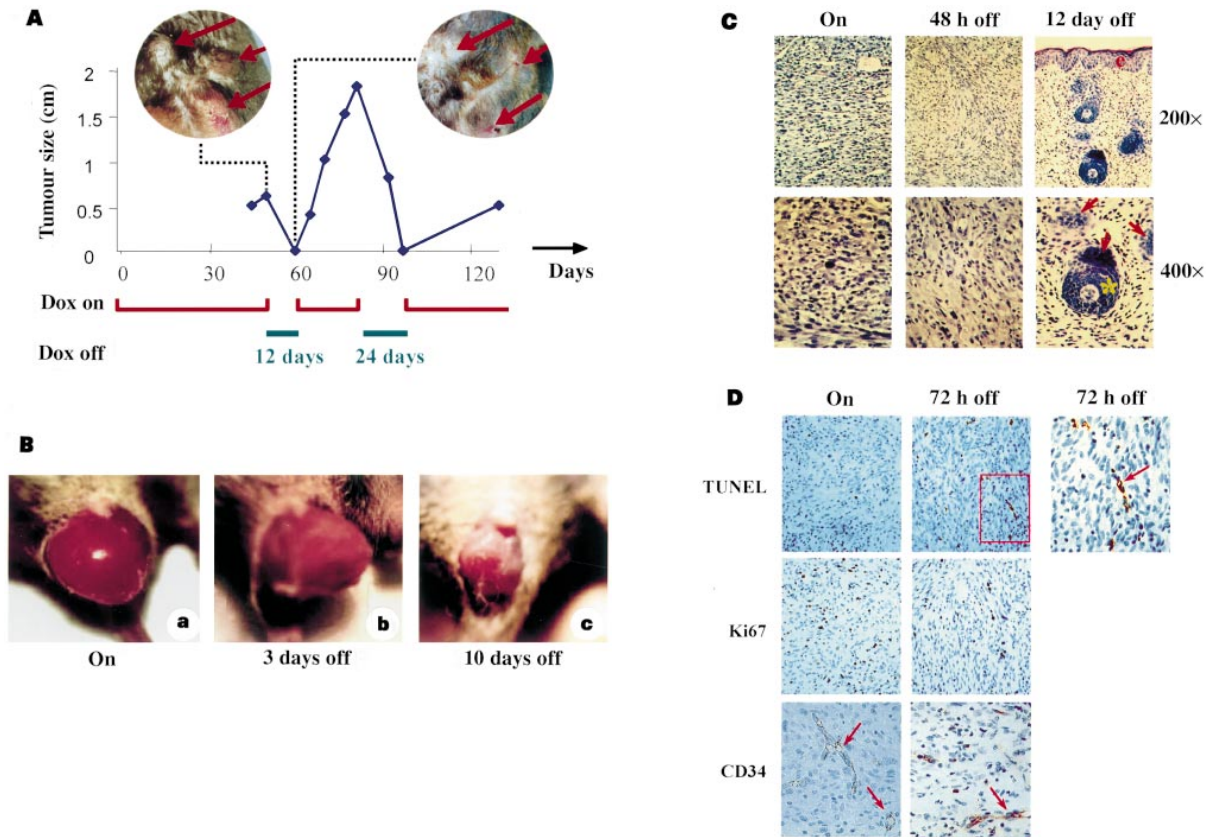 A
Tumour size (cm)
2
1.5
1
0.5
0
0 30 60 90 120
Days
Dox on
Dox off
12 days 24 days
B
a b c
On 3 days off 10 days off
C
On 48 h off 12 day off
e
200×
400×
D
On 72 h off 72 h off
TUNEL
Ki67
CD34